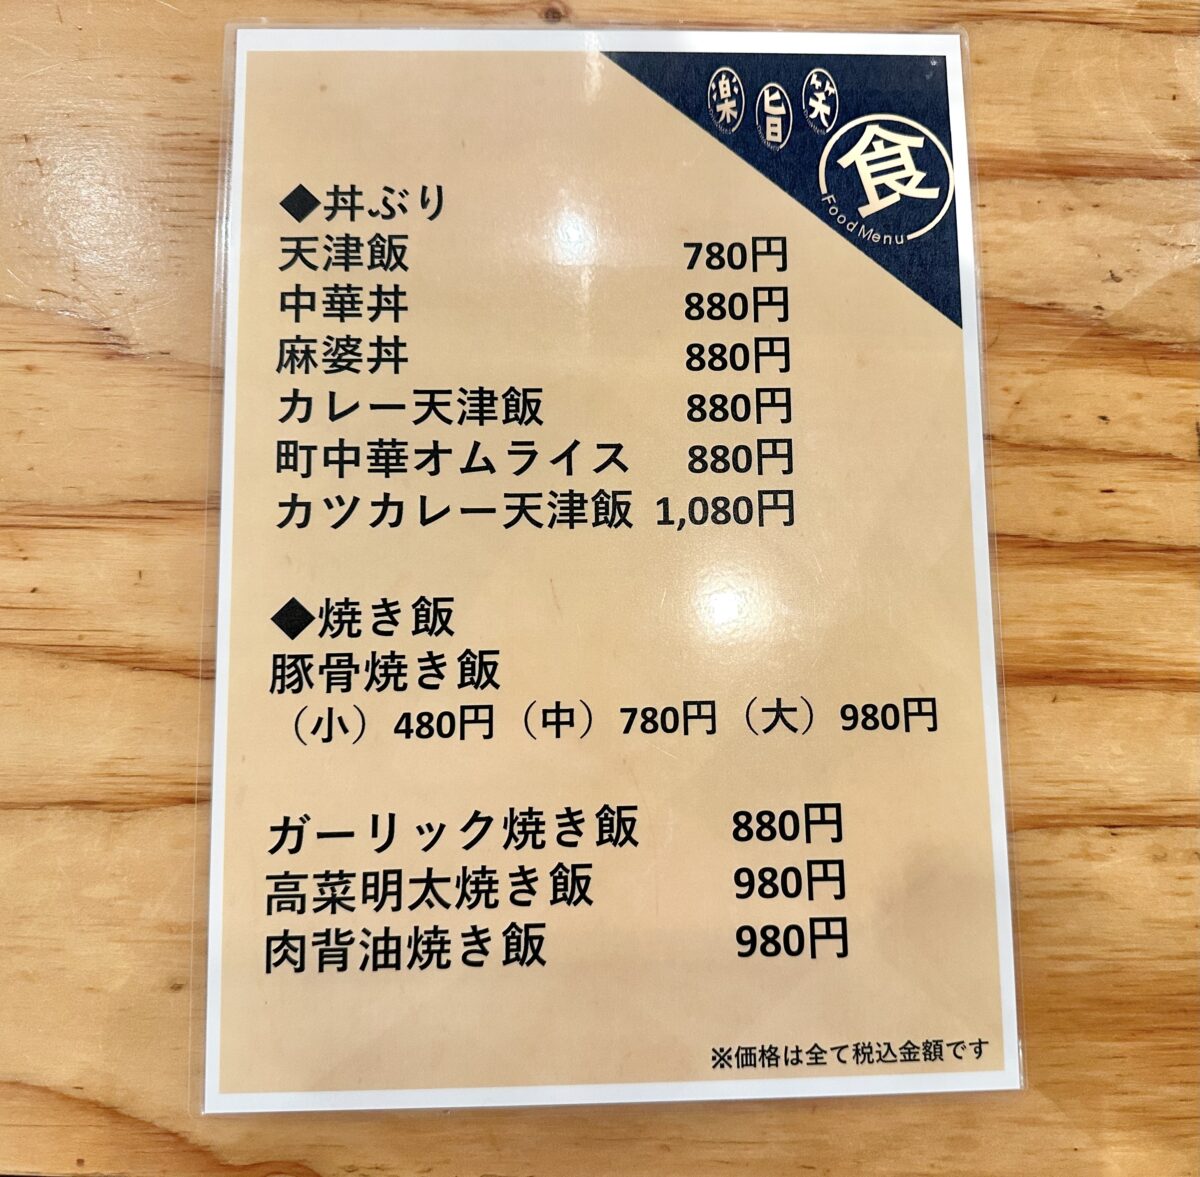 楽 旨 笑 食
Food Menu
◆丼ぶり
天津飯 780円
中華丼 880円
麻婆丼 880円
カレー天津飯 880円
町中華オムライス 880円
カツカレー天津飯 1,080円
◆焼き飯
豚骨焼き飯
（小）480円（中）780円（大）980円
ガーリック焼き飯 880円
高菜明太焼き飯 980円
肉背油焼き飯 980円
※価格は全て税込金額です